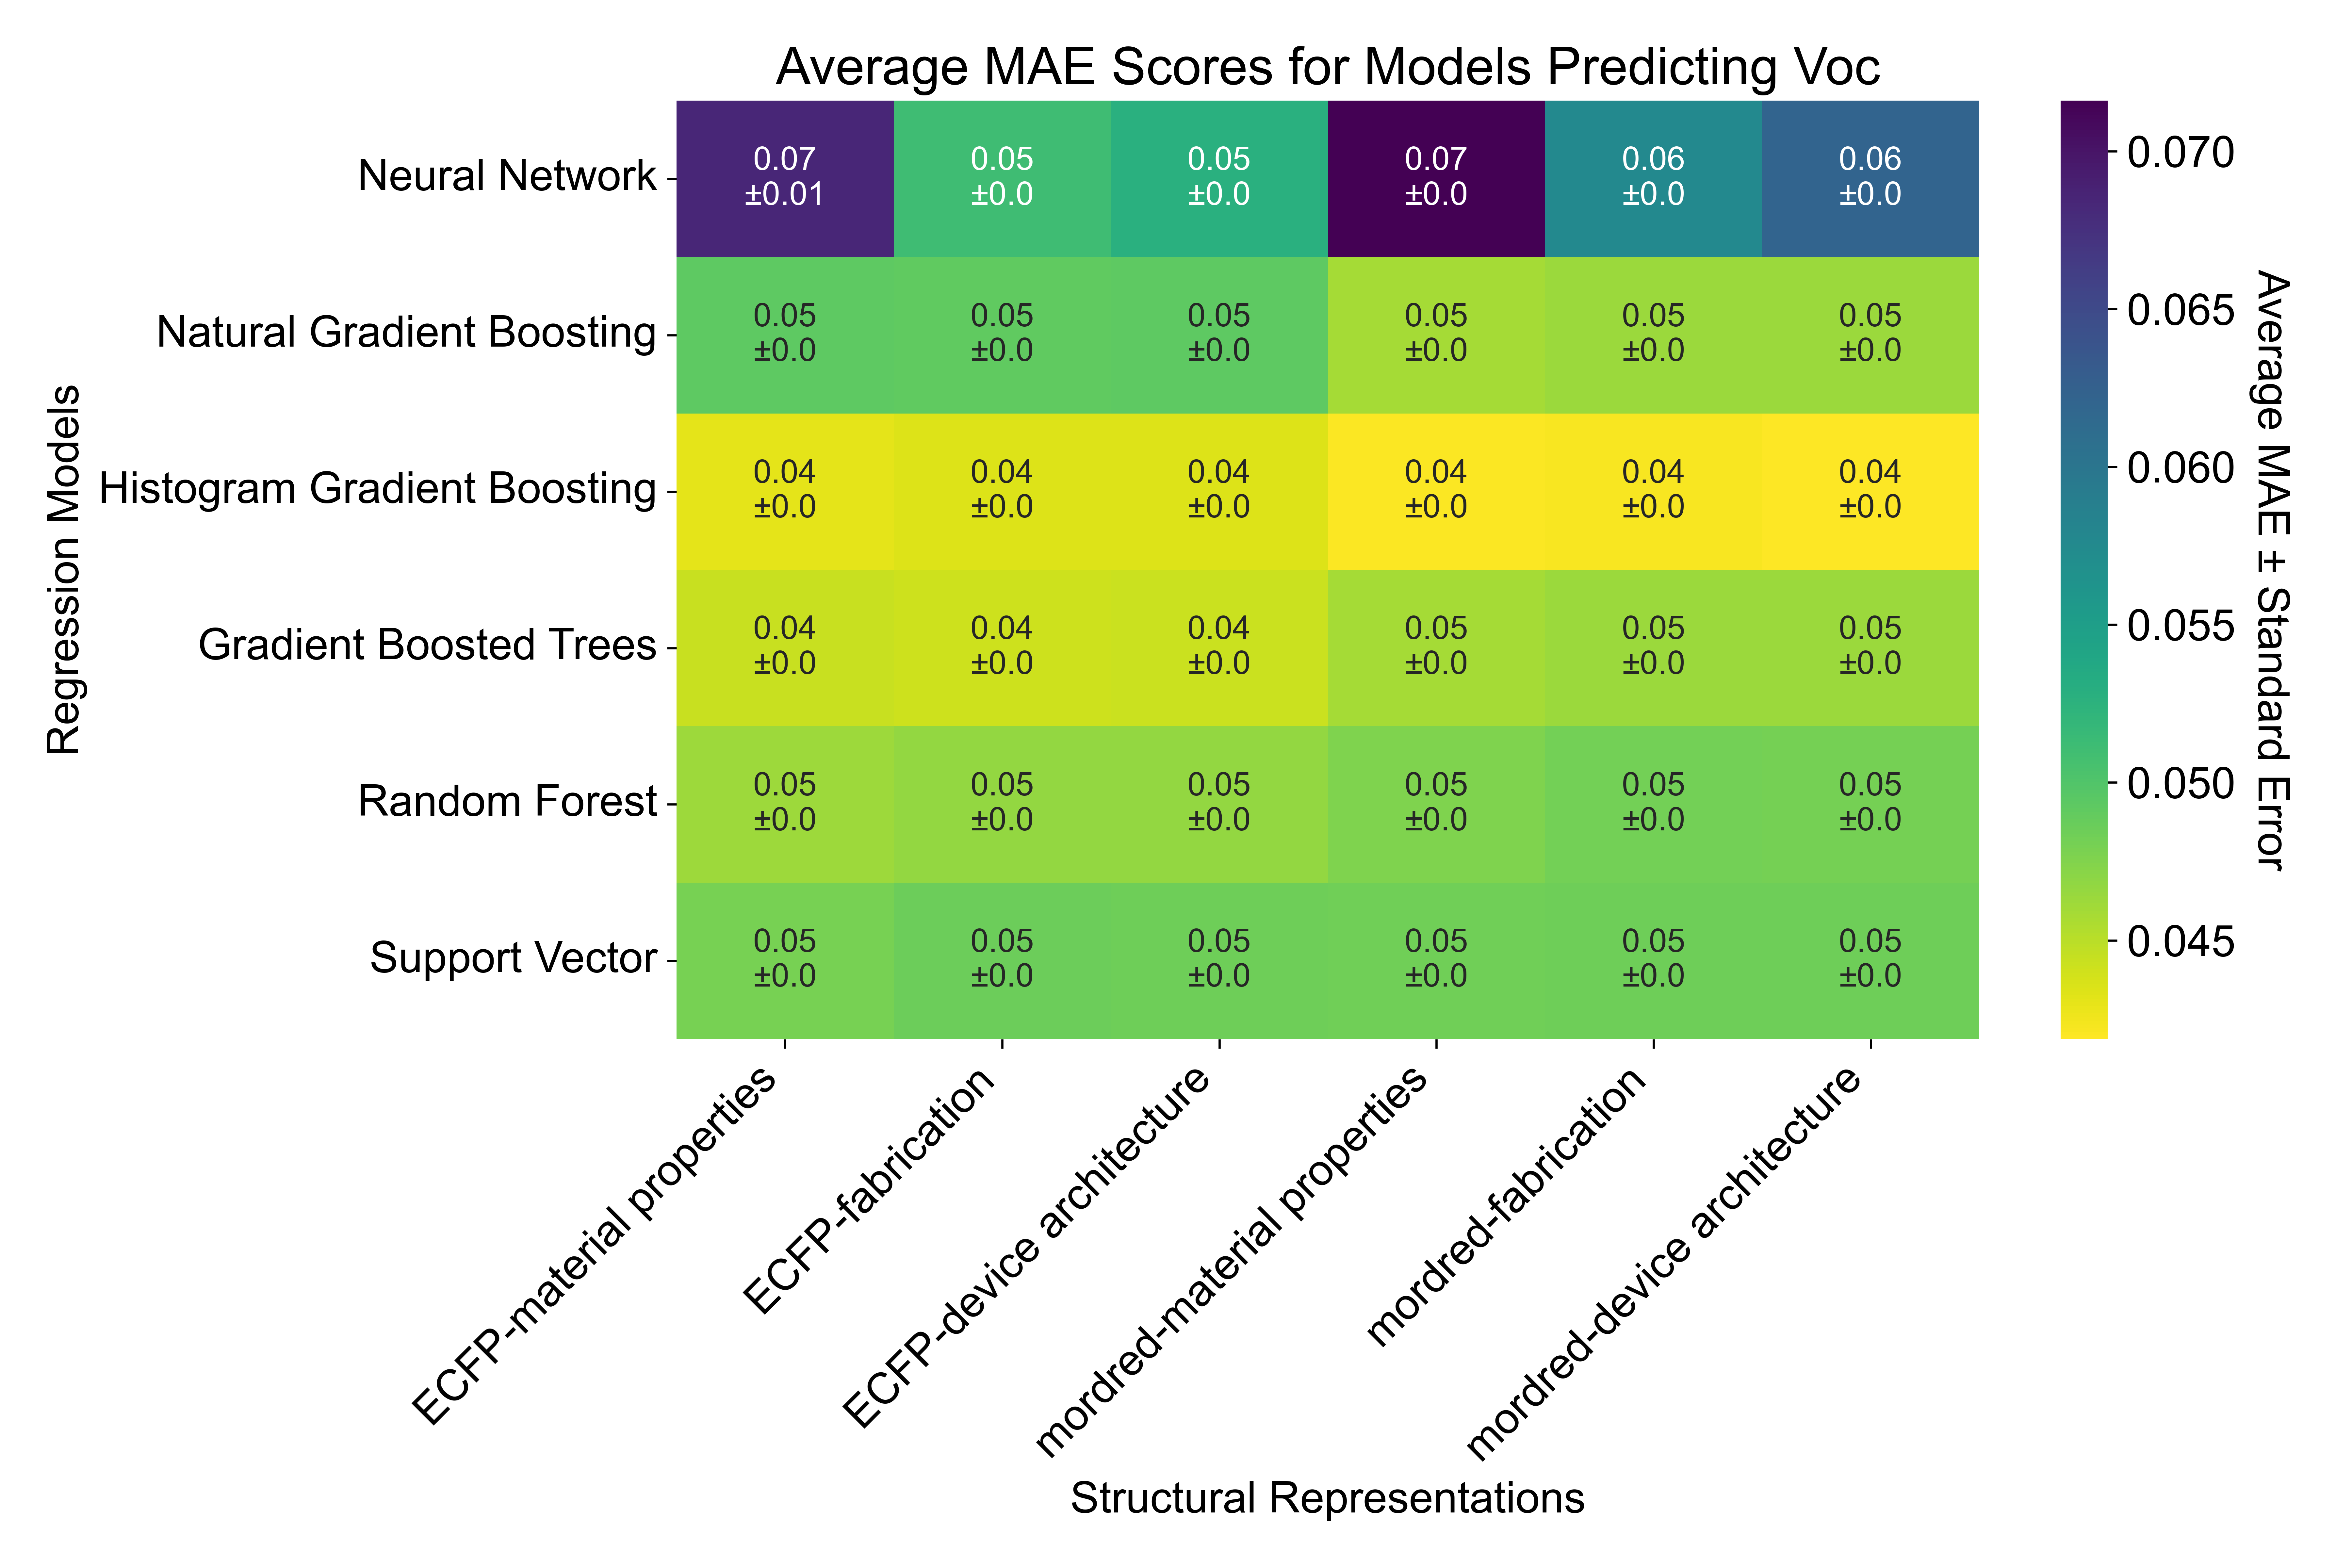 Average MAE Scores for Models Predicting Voc
Regression Models
Neural Network
0.07 0.05 0.05 0.07 0.06 0.06
±0.01 ±0.0 ±0.0 ±0.0 ±0.0 ±0.0
Natural Gradient Boosting
0.05 0.05 0.05 0.05 0.05 0.05
±0.0 ±0.0 ±0.0 ±0.0 ±0.0 ±0.0
Histogram Gradient Boosting
0.04 0.04 0.04 0.04 0.04 0.04
±0.0 ±0.0 ±0.0 ±0.0 ±0.0 ±0.0
Gradient Boosted Trees
0.04 0.04 0.04 0.05 0.05 0.05
±0.0 ±0.0 ±0.0 ±0.0 ±0.0 ±0.0
Random Forest
0.05 0.05 0.05 0.05 0.05 0.05
±0.0 ±0.0 ±0.0 ±0.0 ±0.0 ±0.0
Support Vector
0.05 0.05 0.05 0.05 0.05 0.05
±0.0 ±0.0 ±0.0 ±0.0 ±0.0 ±0.0
ECFP-material properties
ECFP-fabrication
ECFP-device architecture
mordred-material properties
mordred-fabrication
mordred-device architecture
Structural Representations
0.070
0.065
0.060
0.055
0.050
0.045
Average MAE ± Standard Error